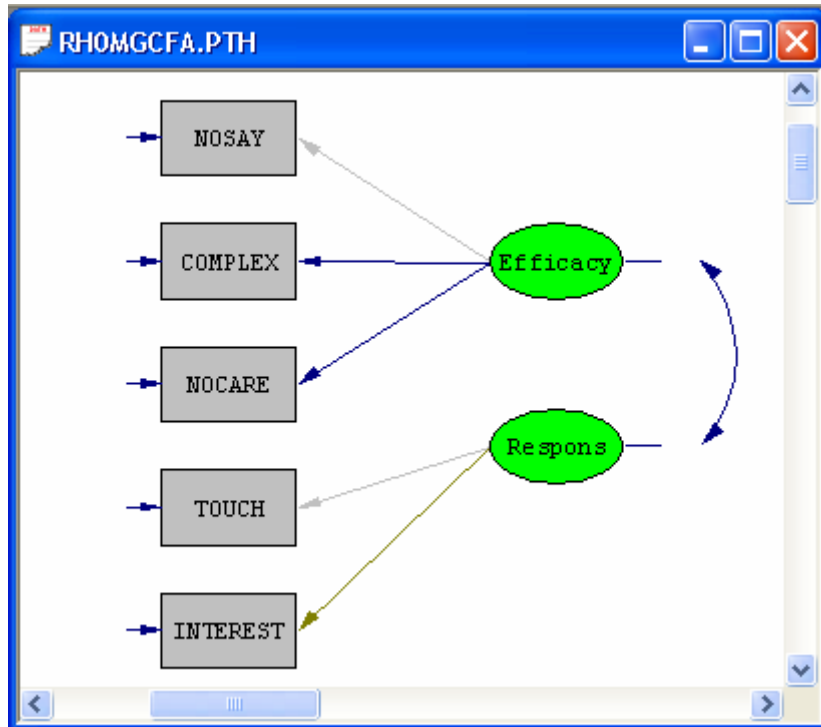 RHOMGCFA.PTH
NOSAY
COMPLEX
Efficacy
NOCARE
Respons
TOUCH
INTEREST